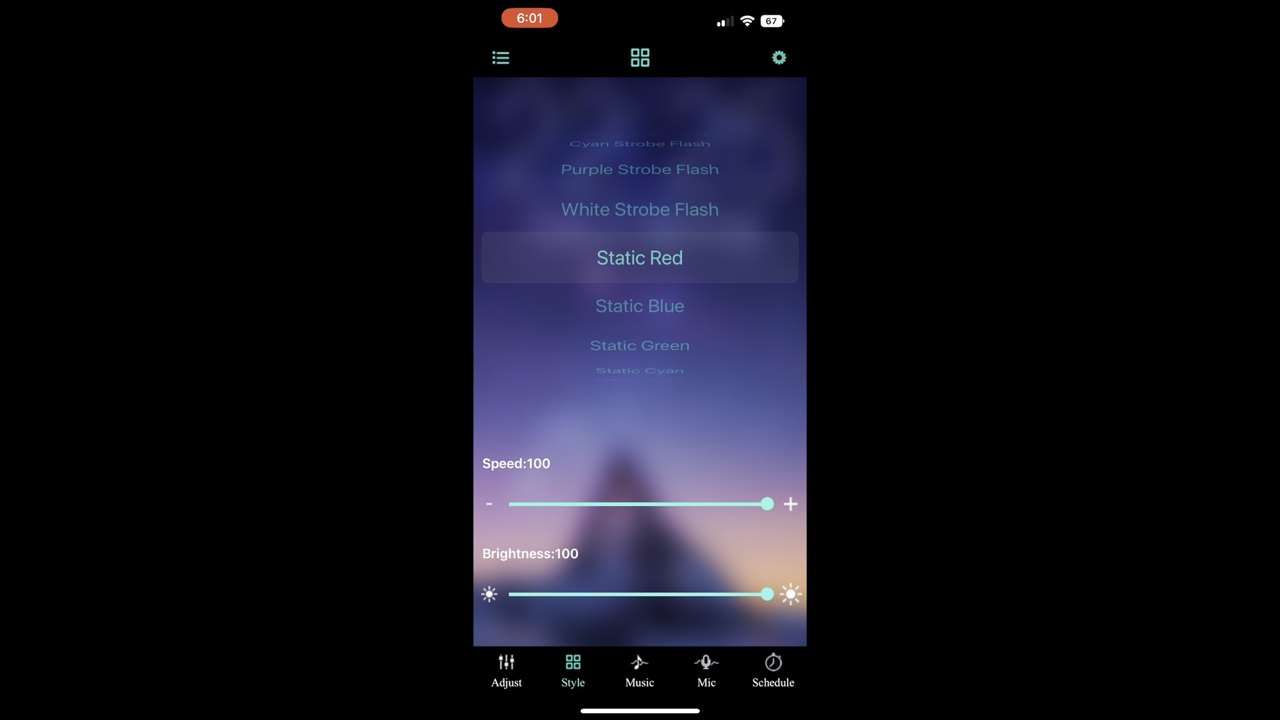 6:01
67
Cyan Strobe Flash
Purple Strobe Flash
White Strobe Flash
Static Red
Static Blue
Static Green
Static Cyan
Speed:100
- +
Brightness:100
Adjust Style Music Mic Schedule